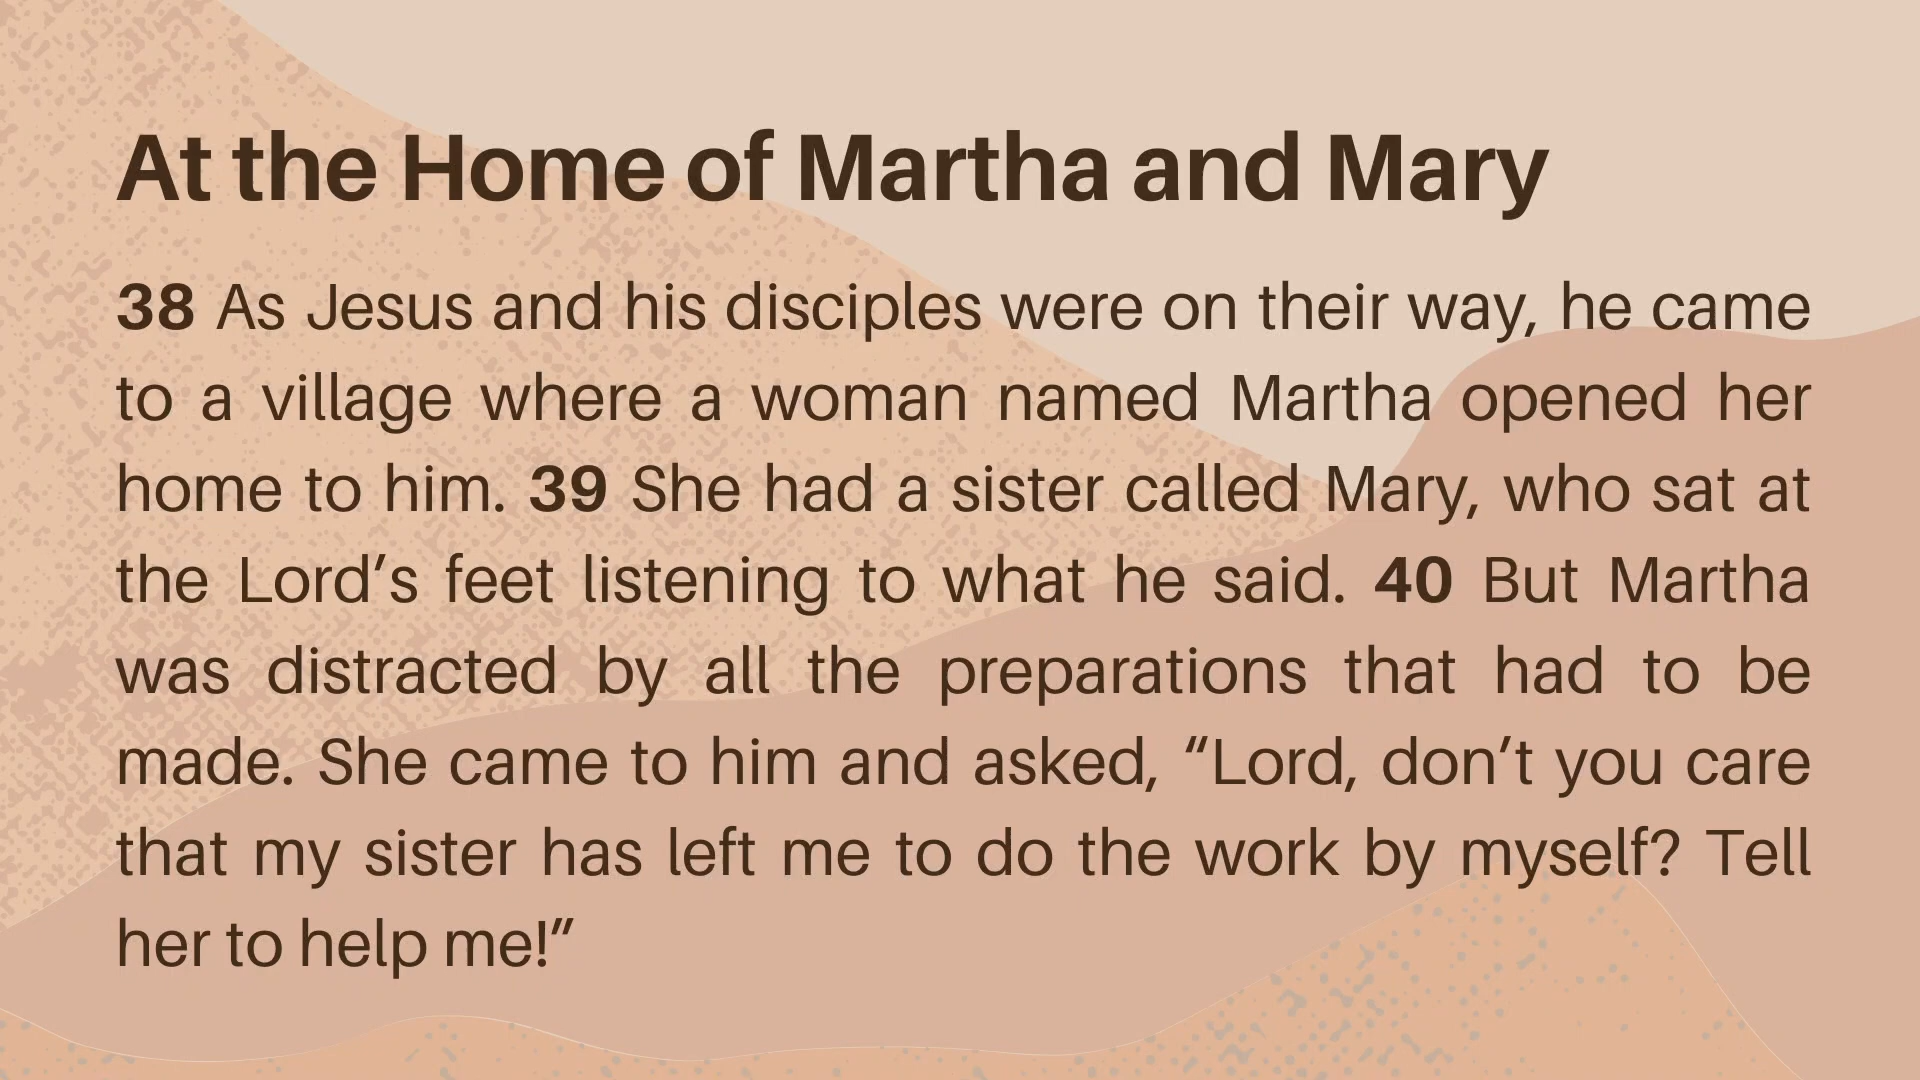 At the Home of Martha and Mary
38 As Jesus and his disciples were on their way, he came
to a village where a woman named Martha opened her
home to him. 39 She had a sister called Mary, who sat at
the Lord’s feet listening to what he said. 40 But Martha
was distracted by all the preparations that had to be
made. She came to him and asked, “Lord, don’t you care
that my sister has left me to do the work by myself? Tell
her to help me!”